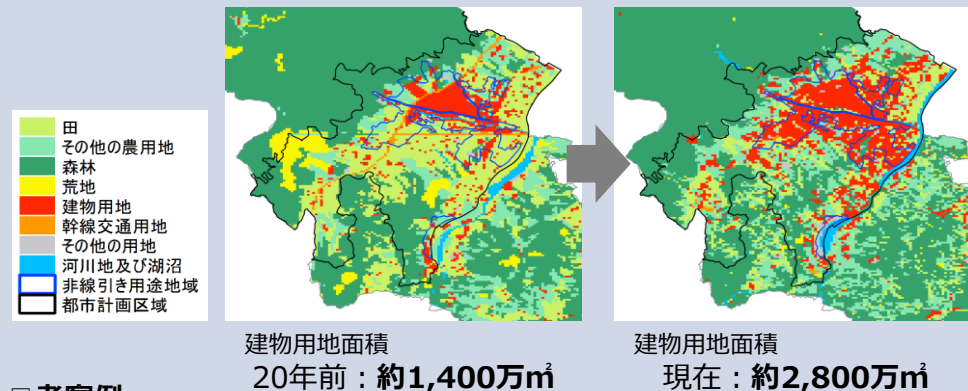 田
その他の農用地
森林
荒地
建物用地
幹線交通用地
その他の用地
河川地及び湖沼
非線引き用途地域
都市計画区域
建物用地面積
20年前：約1,400万㎡
建物用地面積
現在：約2,800万㎡